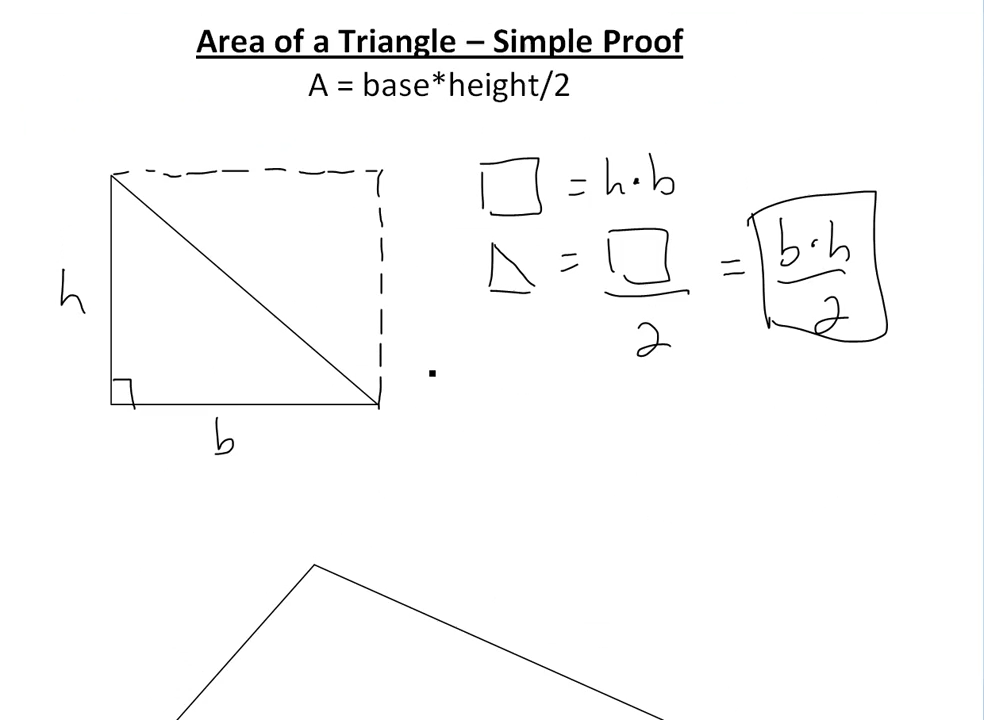 Area of a Triangle – Simple Proof
A = base*height/2
= h·b
= 2 = b·h/2
h
b